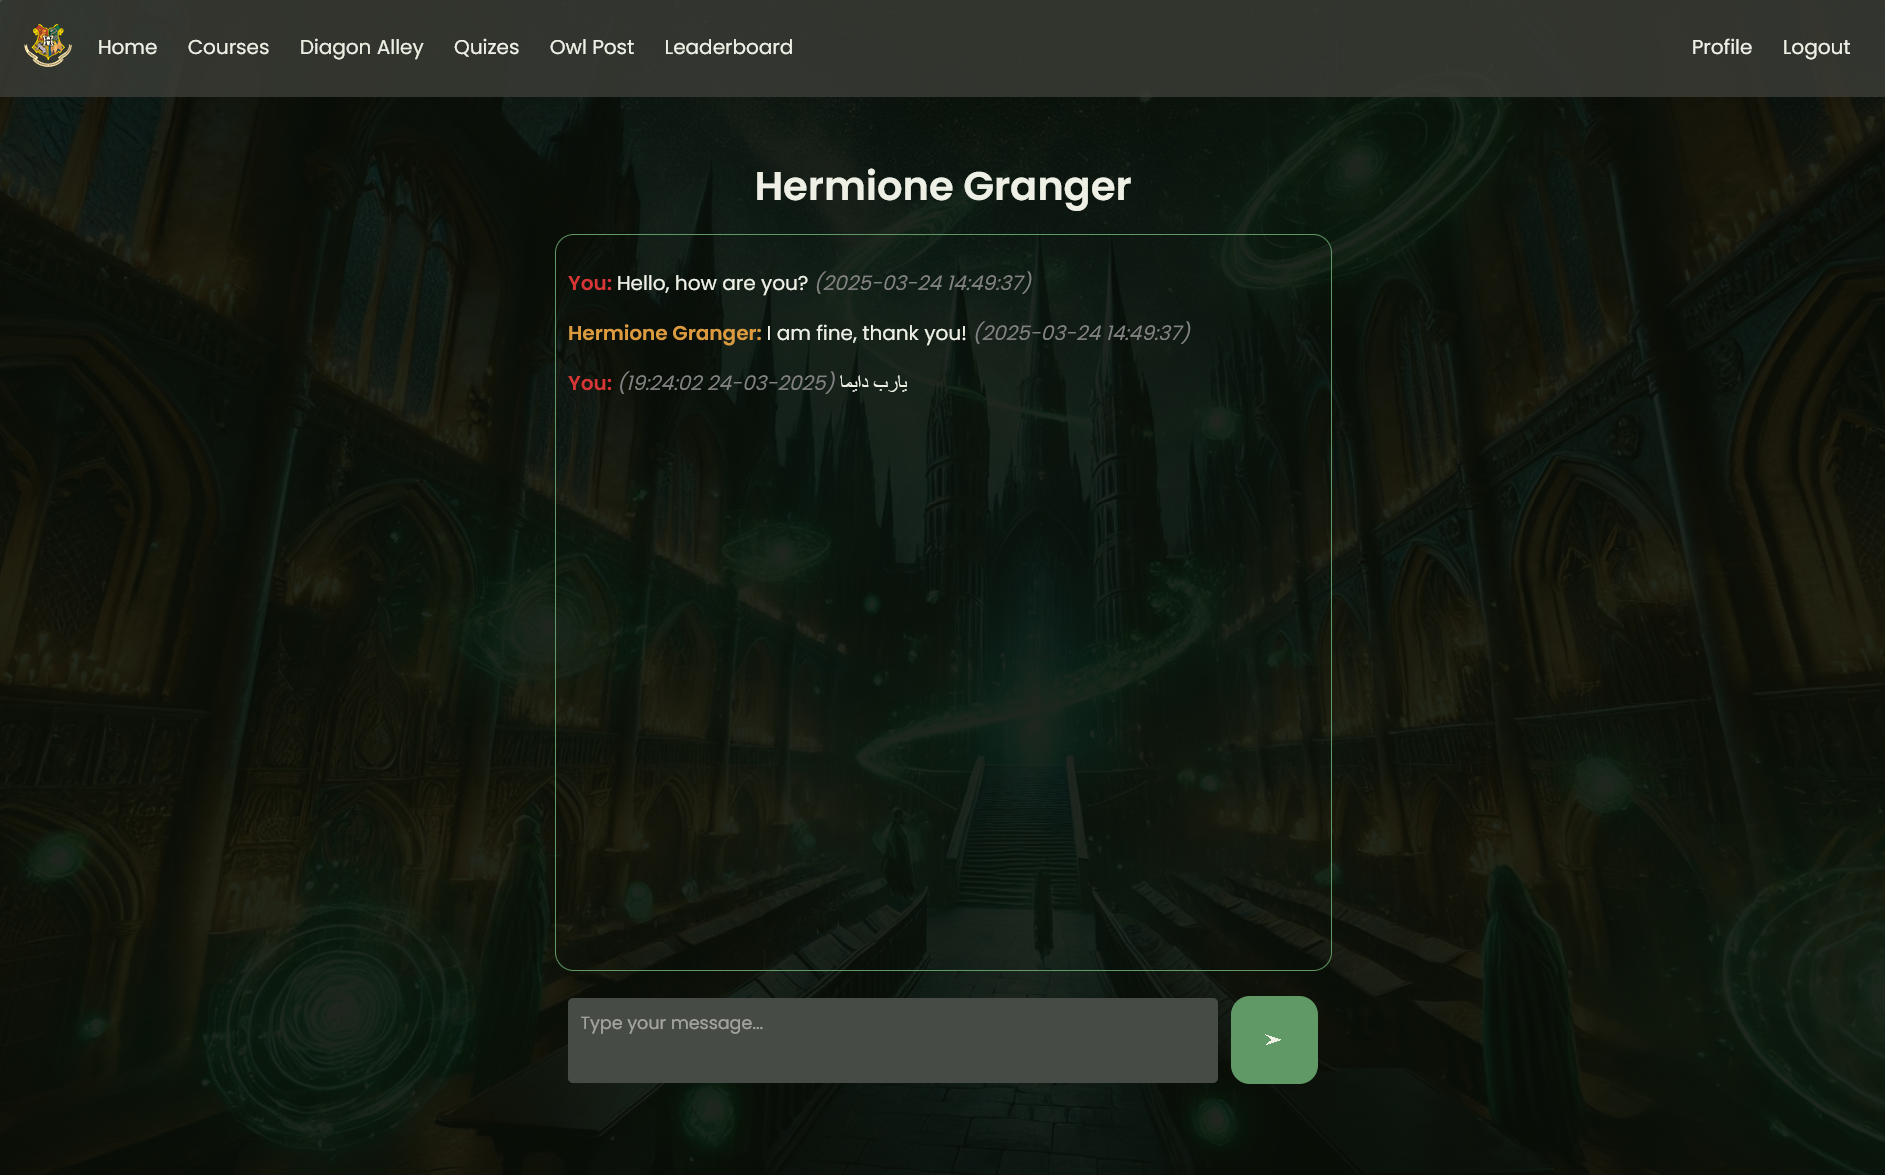 Home Courses Diagon Alley Quizes Owl Post Leaderboard Profile Logout
Hermione Granger
You: Hello, how are you? (2025-03-24 14:49:37)
Hermione Granger: I am fine, thank you! (2025-03-24 14:49:37)
You: يارب دايما (2025-03-24 19:24:02)
Type your message...
➣